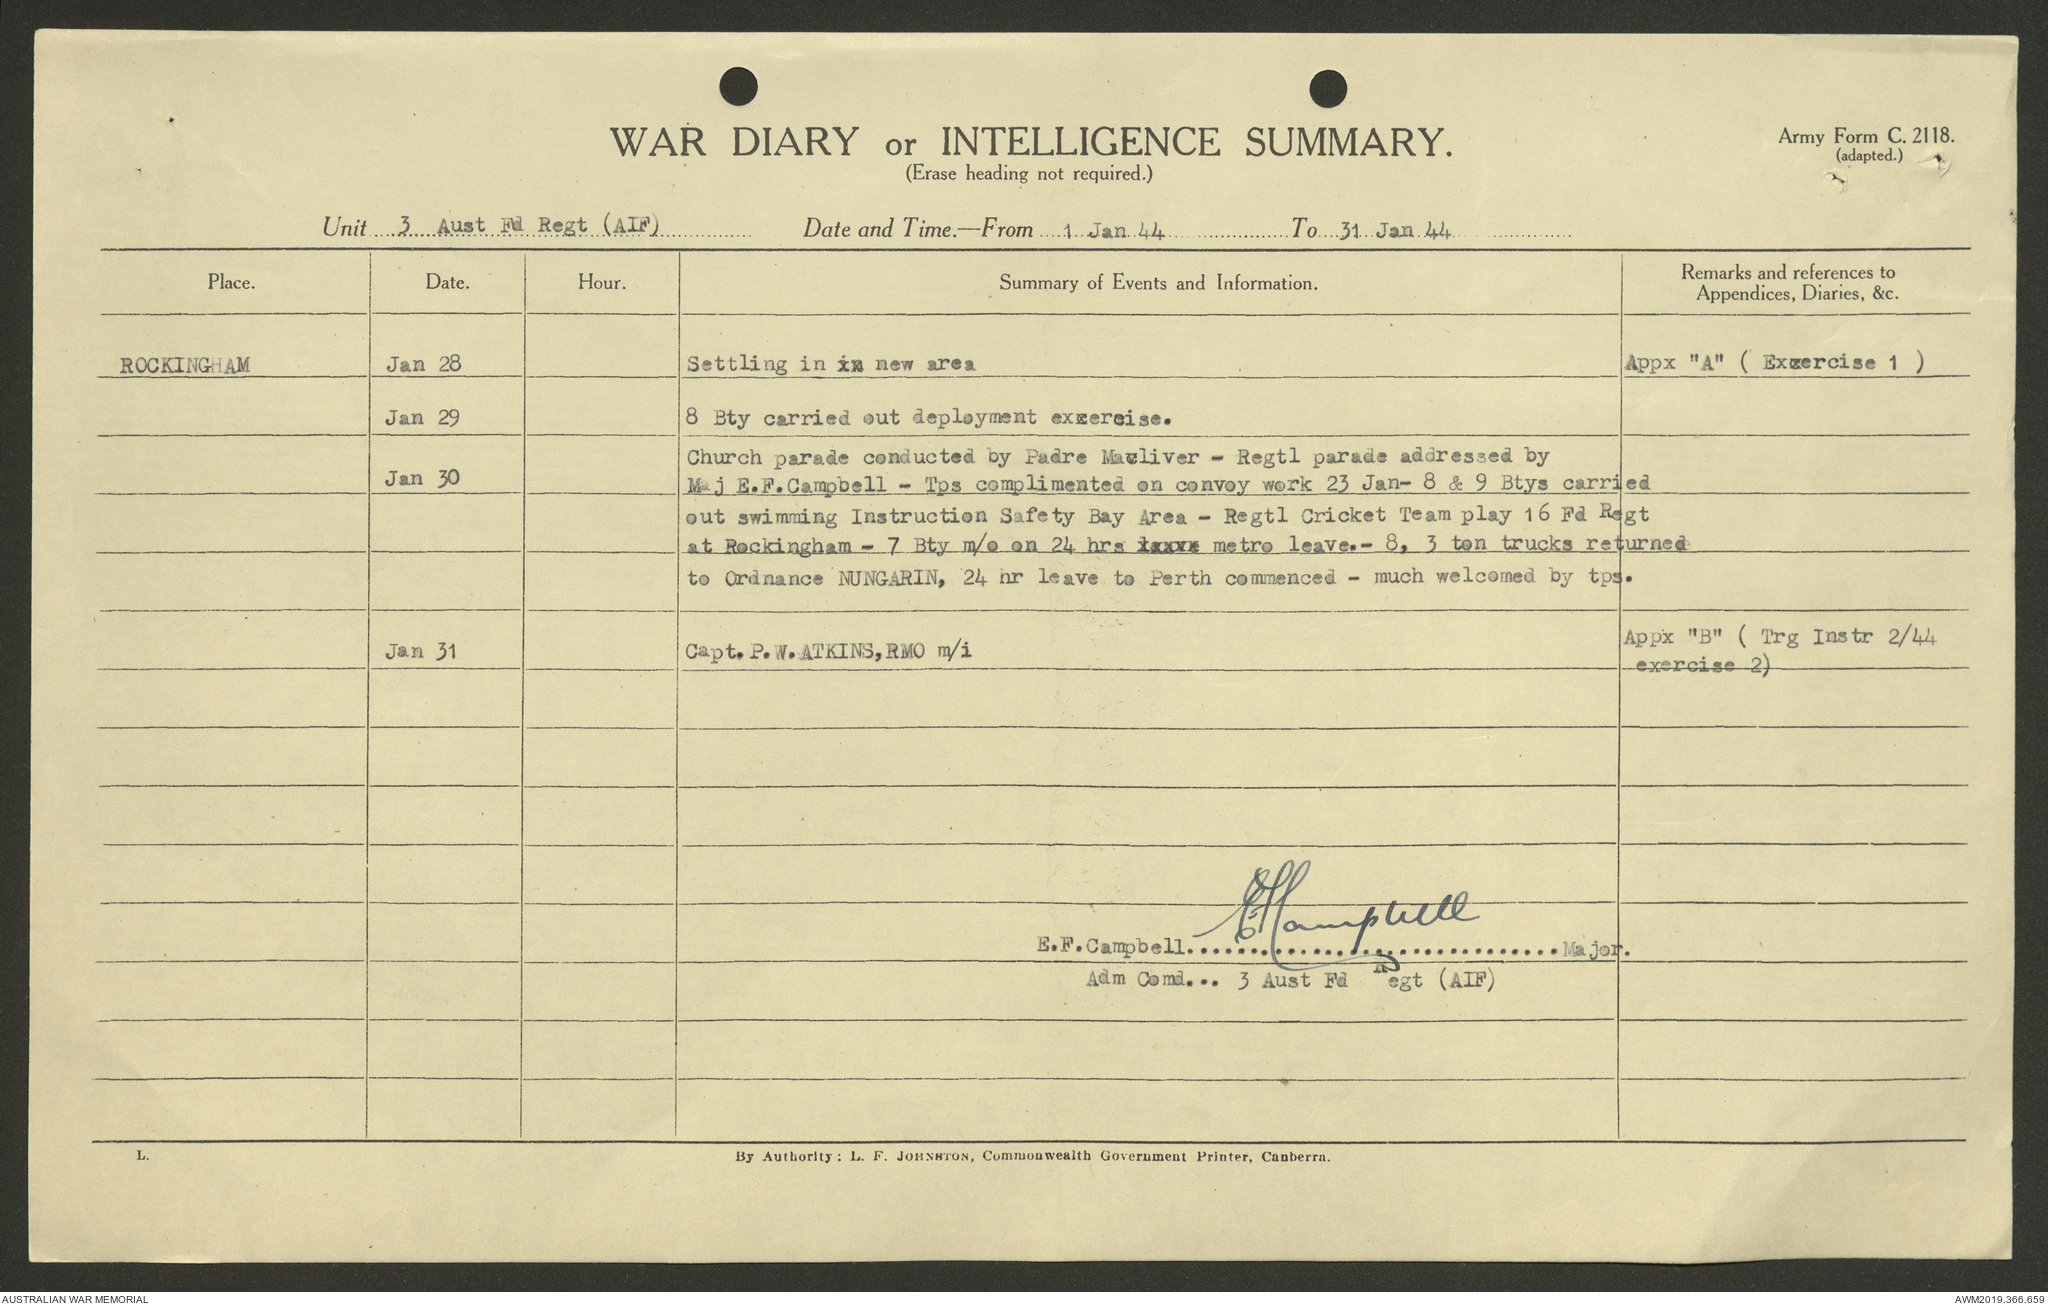 WAR DIARY or INTELLIGENCE SUMMARY.
(Erase heading not required.)
Army Form C. 2118.
(adapted.)
Unit 3 Aust Fd Regt (AIF) Date and Time.—From 1 Jan 44 To 31 Jan 44
Place. Date. Hour. Summary of Events and Information. Remarks and references to
Appendices, Diaries, &c.
ROCKINGHAM Jan 28 Settling in in new area Appx "A" ( Exxercise 1 )
Jan 29 8 Bty carried out deployment exxercise.
Church parade conducted by Padre Macliver - Regtl parade addressed by
Jan 30 Maj E.F.Campbell - Tps complimented on convoy work 23 Jan- 8 & 9 Btys carried
out swimming Instruction Safety Bay Area - Regtl Cricket Team play 16 Fd Regt
at Rockingham - 7 Bty m/o on 24 hrs metro leave.- 8, 3 ton trucks returned
to Ordnance NUNGARIN, 24 hr leave to Perth commenced - much welcomed by tps.
Jan 31 Capt. P.W.ATKINS,RMO m/i Appx "B" ( Trg Instr 2/44
exercise 2)
EFCampbell
E.F.Campbell..............................Major.
Adm Comd... 3 Aust Fd Regt (AIF)
L. By Authority: L. F. JOHNSTON, Commonwealth Government Printer, Canberra.
AUSTRALIAN WAR MEMORIAL AWM2019.366.659